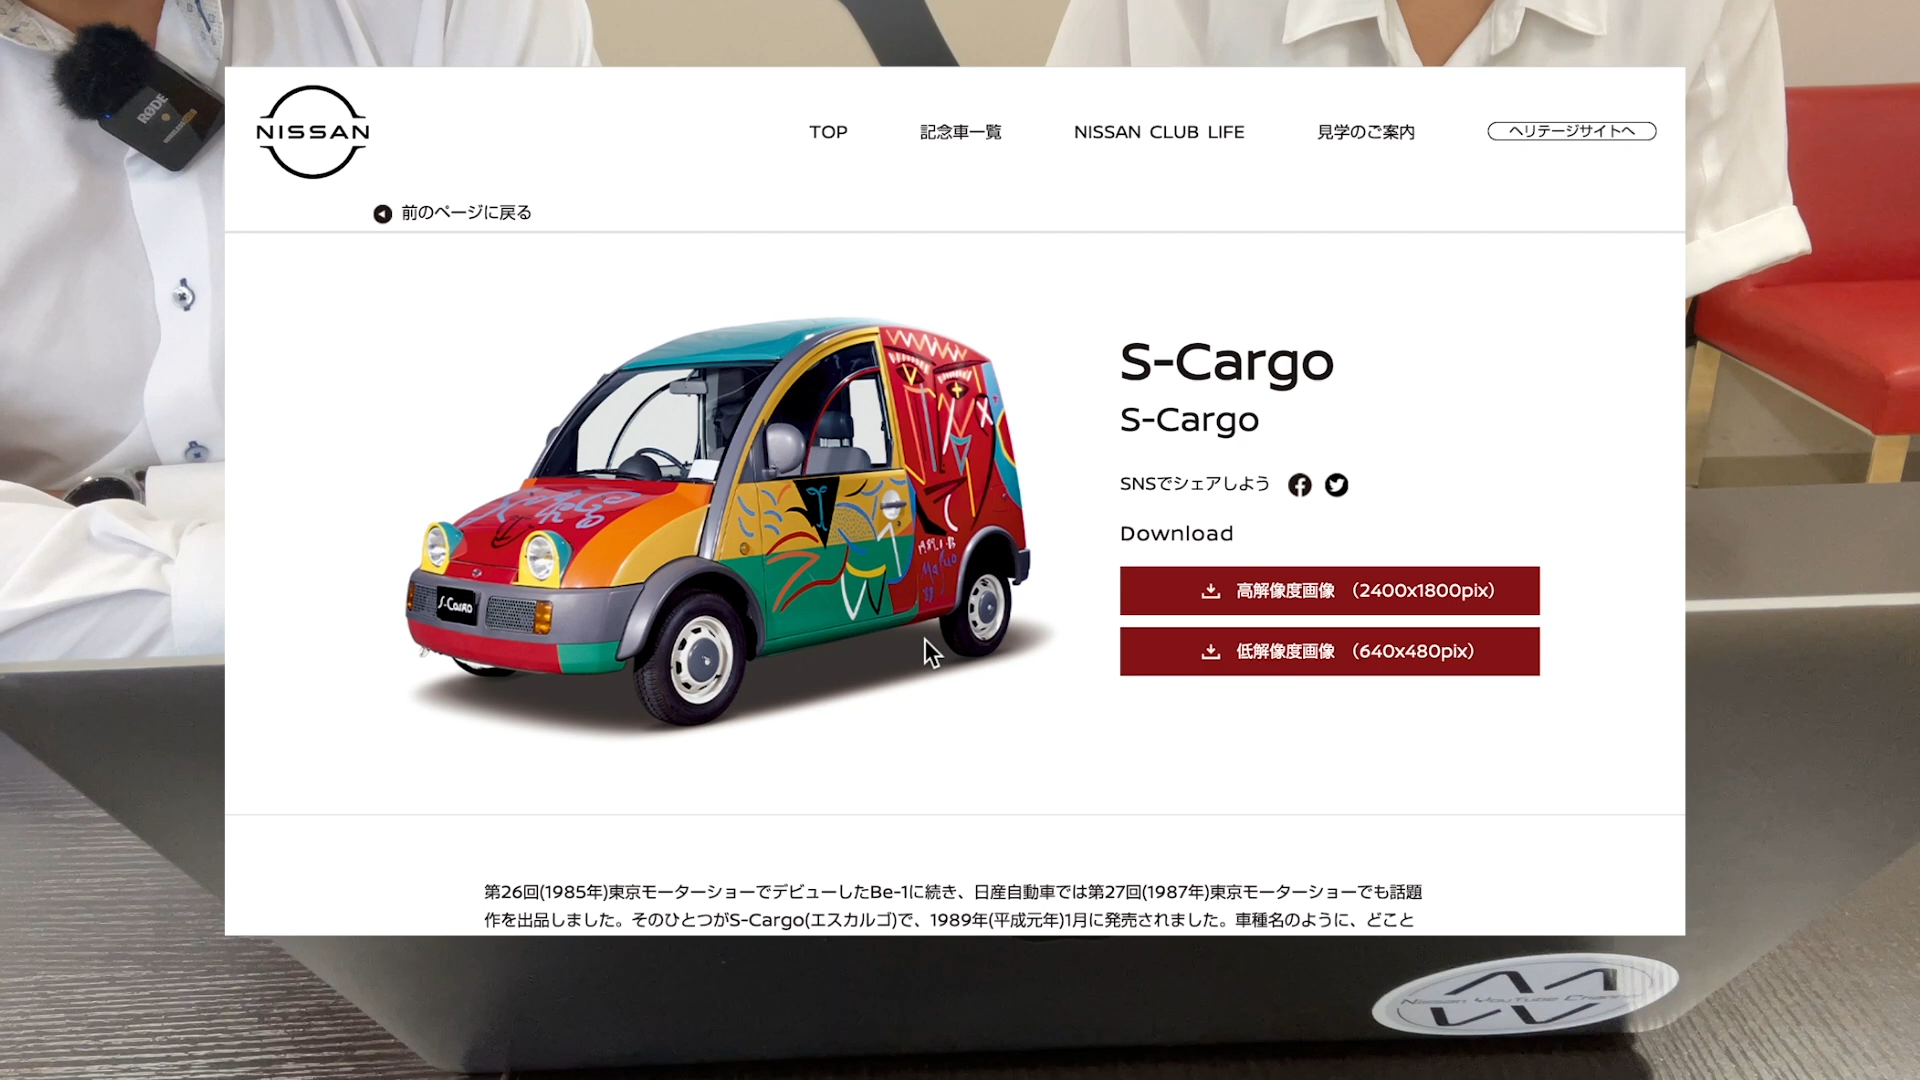 RØDE
NISSAN
TOP
記念車一覧
NISSAN CLUB LIFE
見学のご案内
ヘリテージサイトへ
前のページに戻る
S-Cargo
S-Cargo
SNSでシェアしよう
Download
高解像度画像 (2400x1800pix)
低解像度画像 (640x480pix)
S-Cargo
第26回(1985年)東京モーターショーでデビューしたBe-1に続き、日産自動車では第27回(1987年)東京モーターショーでも話題
作を出品しました。そのひとつがS-Cargo(エスカルゴ)で、1989年(平成元年)1月に発売されました。車種名のように、どこと
Nissan YouTube Channel